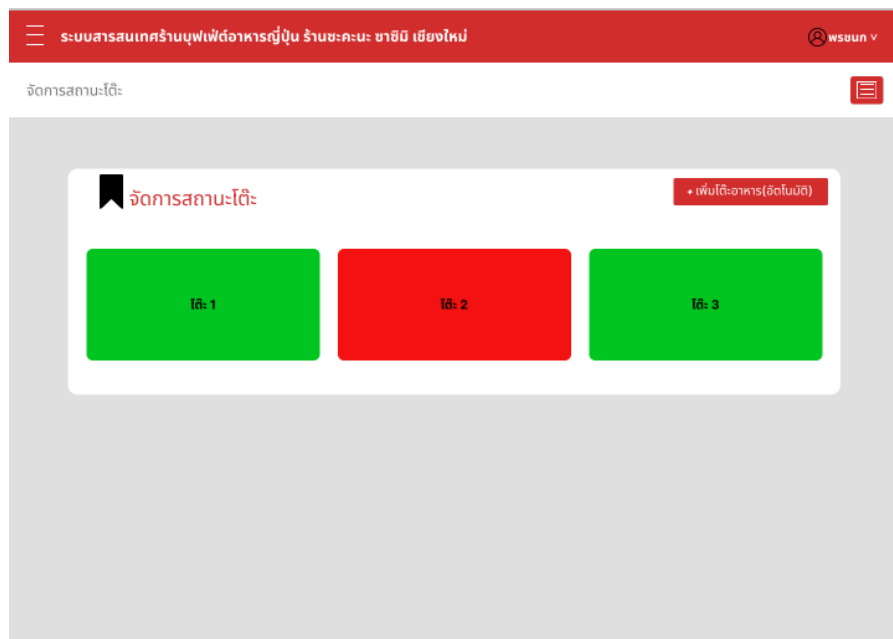 ระบบสารสนเทศร้านบุฟเฟ่ต์อาหารญี่ปุ่น ร้านซะคะนะ ซาซิมิ เชียงใหม่
พรชนก v
จัดการสถานะโต๊ะ
จัดการสถานะโต๊ะ
+ เพิ่มโต๊ะอาหาร(อัตโนมัติ)
โต๊ะ 1
โต๊ะ 2
โต๊ะ 3